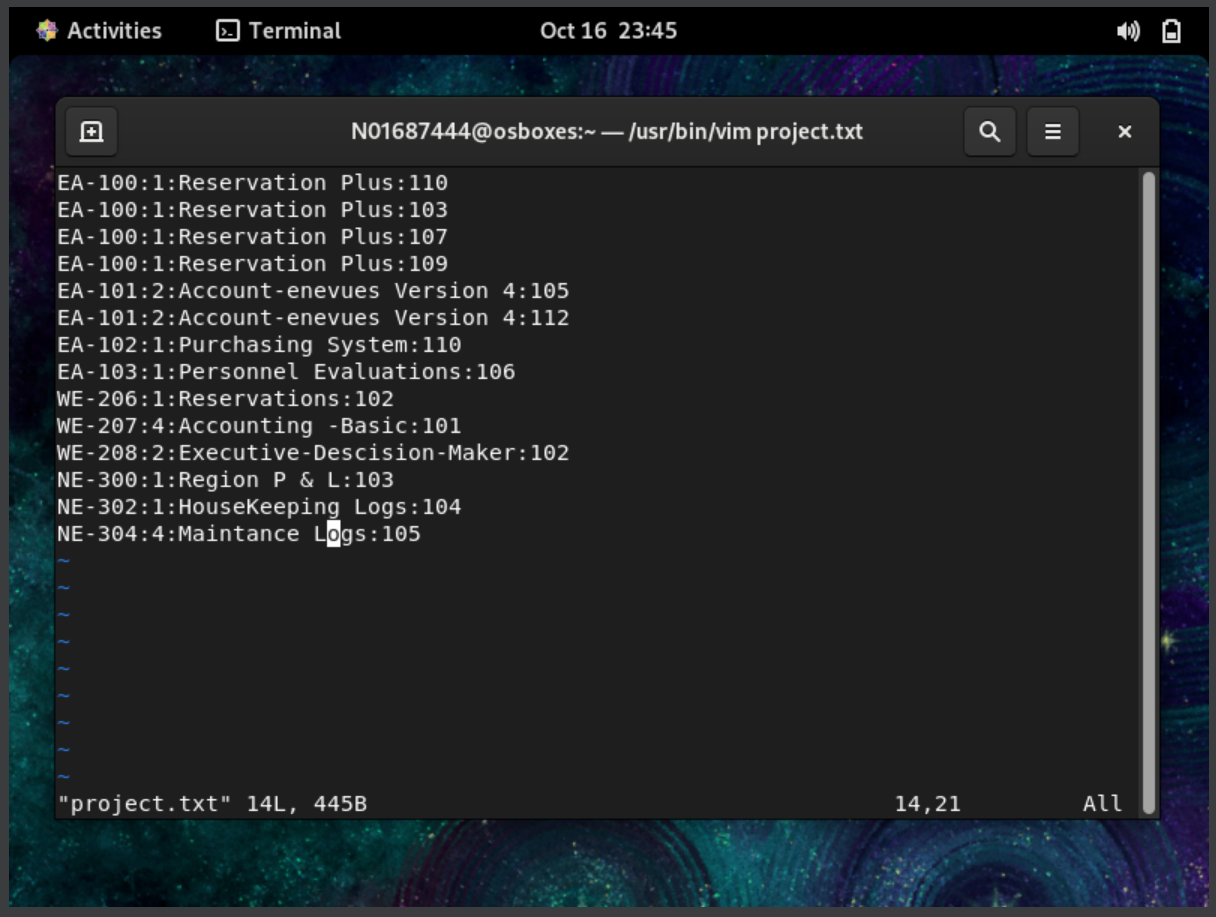 Activities Terminal Oct 16 23:45
N01687444@osboxes:~ — /usr/bin/vim project.txt
EA-100:1:Reservation Plus:110
EA-100:1:Reservation Plus:103
EA-100:1:Reservation Plus:107
EA-100:1:Reservation Plus:109
EA-101:2:Account-enevues Version 4:105
EA-101:2:Account-enevues Version 4:112
EA-102:1:Purchasing System:110
EA-103:1:Personnel Evaluations:106
WE-206:1:Reservations:102
WE-207:4:Accounting -Basic:101
WE-208:2:Executive-Descision-Maker:102
NE-300:1:Region P & L:103
NE-302:1:HouseKeeping Logs:104
NE-304:4:Maintance Logs:105
~
~
~
~
~
~
~
~
~
"project.txt" 14L, 445B 14,21 All